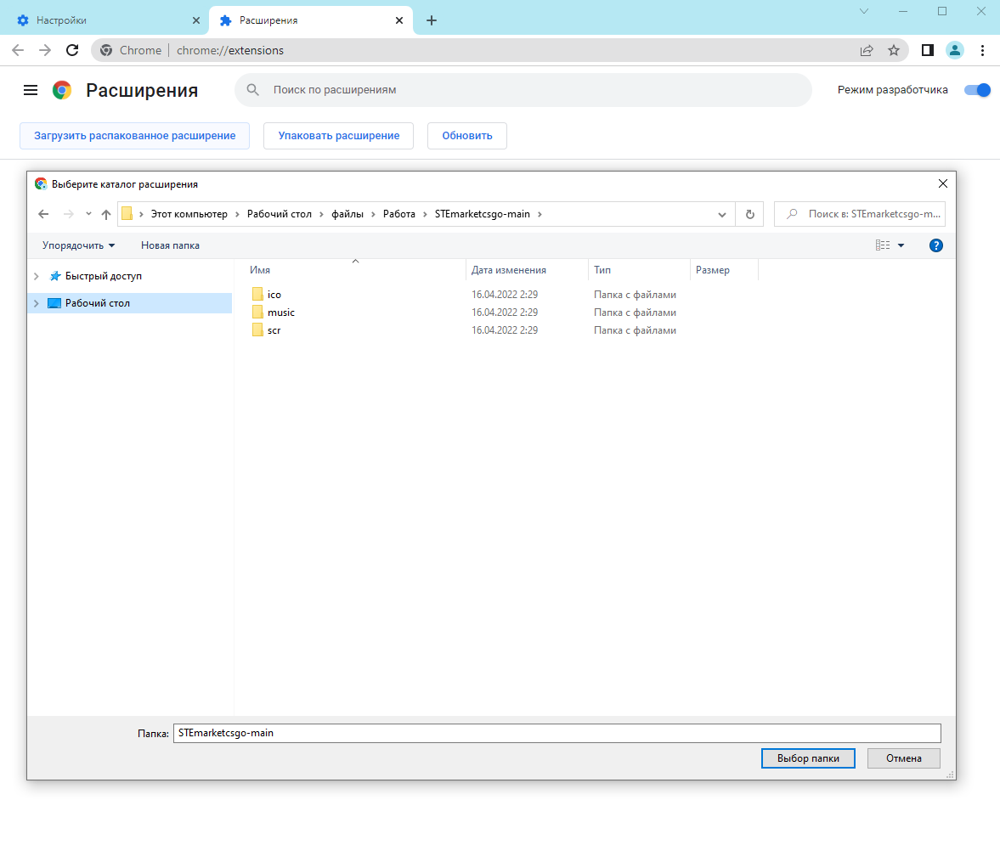 Настройки
Расширения
Chrome
chrome://extensions
Расширения
Поиск по расширениям
Режим разработчика
Загрузить распакованное расширение
Упаковать расширение
Обновить
Выберите каталог расширения
Этот компьютер
Рабочий стол
файлы
Работа
STEmarketcsgo-main
Поиск в: STEmarketcsgo-m...
Упорядочить
Новая папка
?
Быстрый доступ
Рабочий стол
Имя
Дата изменения
Тип
Размер
ico
16.04.2022 2:29
Папка с файлами
music
16.04.2022 2:29
Папка с файлами
scr
16.04.2022 2:29
Папка с файлами
Папка:
STEmarketcsgo-main
Выбор папки
Отмена